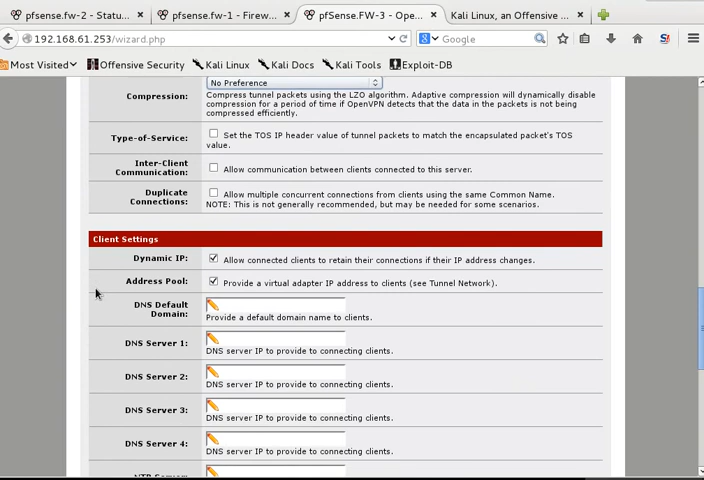 pfsense.fw-2 - Statu...
pfsense.fw-1 - Firew...
pfSense.FW-3 - Ope...
Kali Linux, an Offensive ...
192.168.61.253/wizard.php
Google
Most Visited
Offensive Security
Kali Linux
Kali Docs
Kali Tools
Exploit-DB
No Preference
Compression:
Compress tunnel packets using the LZO algorithm. Adaptive compression will dynamically disable
compression for a period of time if OpenVPN detects that the data in the packets is not being
compressed efficiently.
Type-of-Service:
Set the TOS IP header value of tunnel packets to match the encapsulated packet's TOS
value.
Inter-Client
Communication:
Allow communication between clients connected to this server.
Duplicate
Connections:
Allow multiple concurrent connections from clients using the same Common Name.
NOTE: This is not generally recommended, but may be needed for some scenarios.
Client Settings
Dynamic IP:
Allow connected clients to retain their connections if their IP address changes.
Address Pool:
Provide a virtual adapter IP address to clients (see Tunnel Network).
DNS Default
Domain:
Provide a default domain name to clients.
DNS Server 1:
DNS server IP to provide to connecting clients.
DNS Server 2:
DNS server IP to provide to connecting clients.
DNS Server 3:
DNS server IP to provide to connecting clients.
DNS Server 4:
DNS server IP to provide to connecting clients.